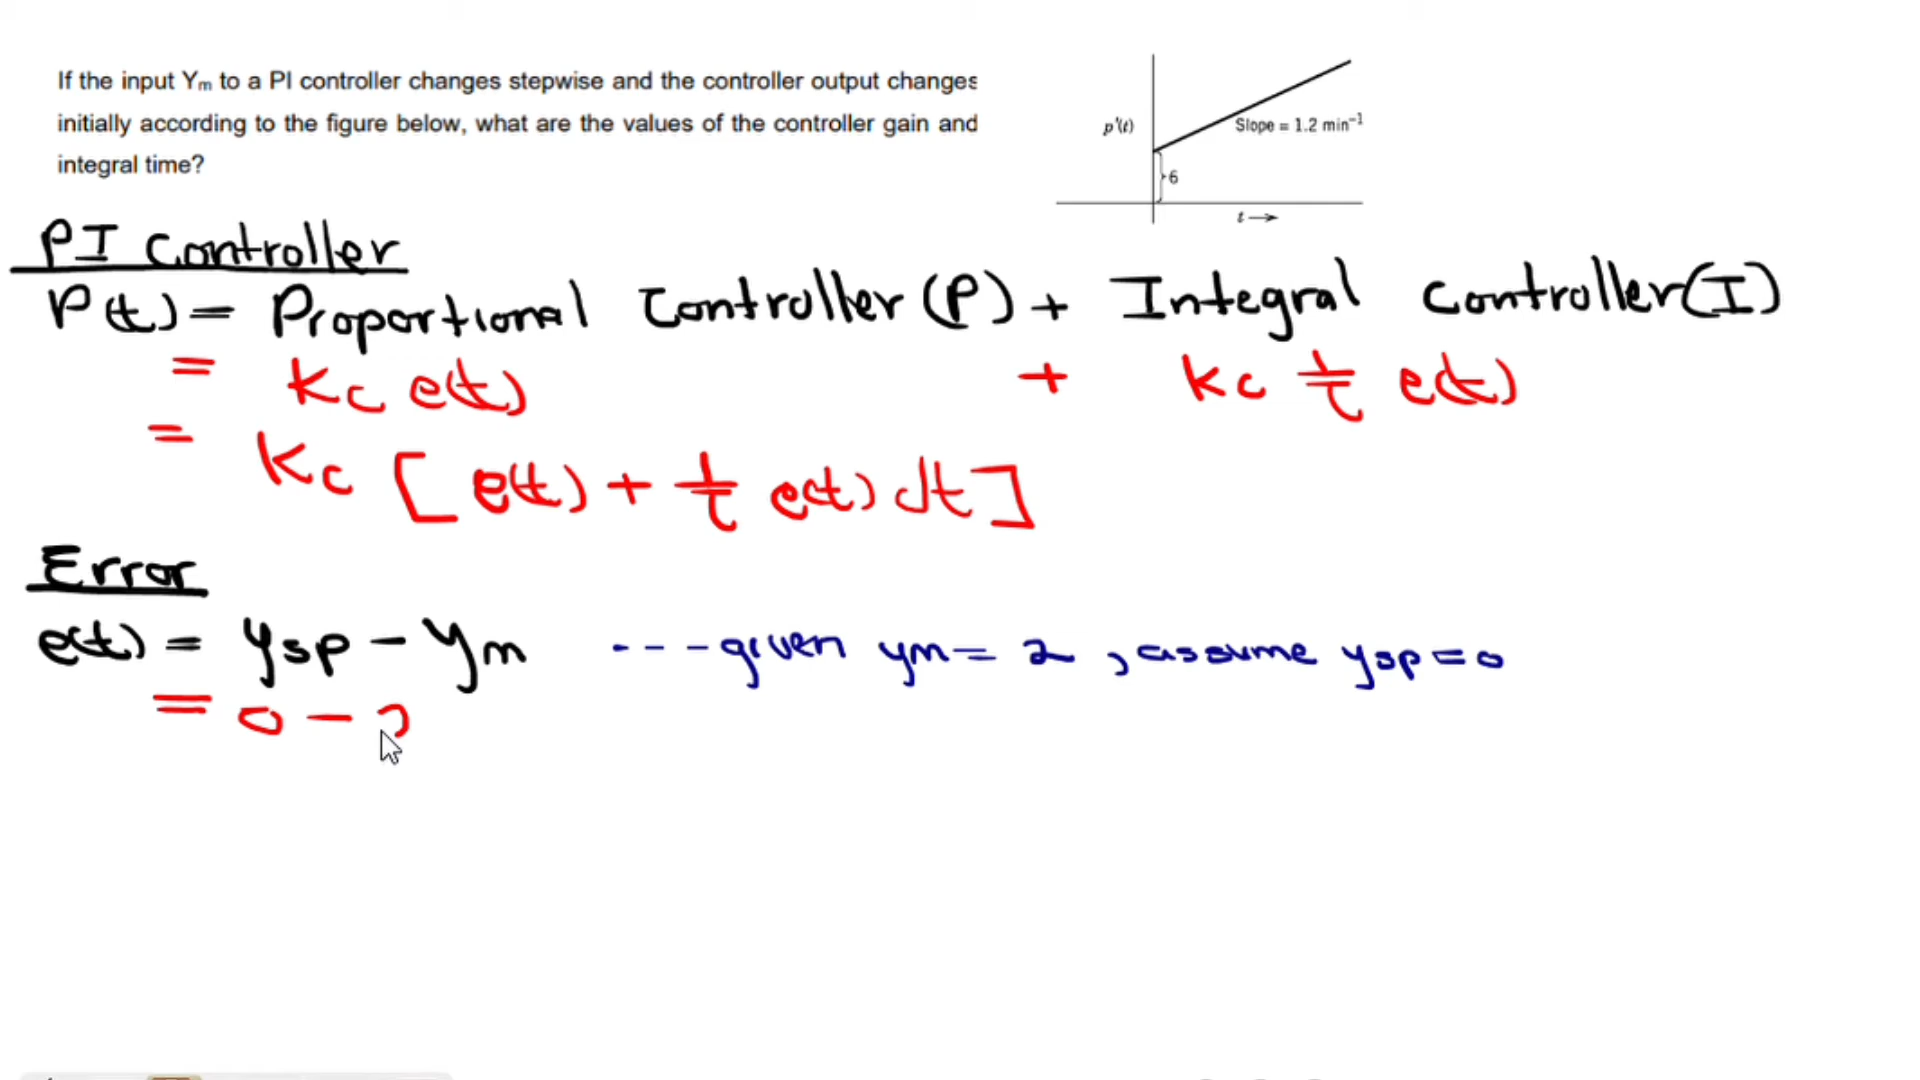 If the input Ym to a PI controller changes stepwise and the controller output changes
initially according to the figure below, what are the values of the controller gain and
integral time?
p'(t)
Slope = 1.2 min⁻¹
6
t→
PI Controller
P(t) = Proportional Controller (P) + Integral Controller (I)
= Kc e(t) + Kc 1/τ e(t)
= Kc [ e(t) + 1/τ e(t) dt ]
Error
e(t) = ysp - ym ---given ym = 2 , assume ysp = 0
= 0 - 2